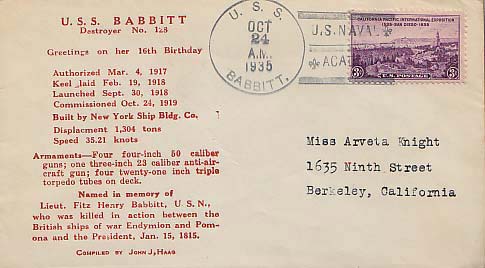 U. S. S. BABBITT
Destroyer No. 128
Greetings on her 16th Birthday
Authorized Mar. 4, 1917
Keel laid Feb. 19, 1918
Launched Sept. 30, 1918
Commissioned Oct. 24, 1919
Built by New York Ship Bldg. Co.
Displacment 1,304 tons
Speed 35.21 knots
Armaments—Four four-inch 50 caliber
guns; one three-inch 23 caliber anti-air-
craft gun; four twenty-one inch triple
torpedo tubes on deck.
Named in memory of
Lieut. Fitz Henry Babbitt, U. S. N.,
who was killed in action between the
British ships of war Endymion and Pom-
ona and the President, Jan. 15, 1815.
COMPILED BY JOHN J. HAAG
U. S. S.
OCT
24
A.M.
1935
BABBITT.
U.S. NAVAL
ACAD
CALIFORNIA PACIFIC INTERNATIONAL EXPOSITION
1535-SAN DIEGO-1935
3¢ U.S. POSTAGE 3¢
Miss Arveta Knight
1635 Ninth Street
Berkeley, California